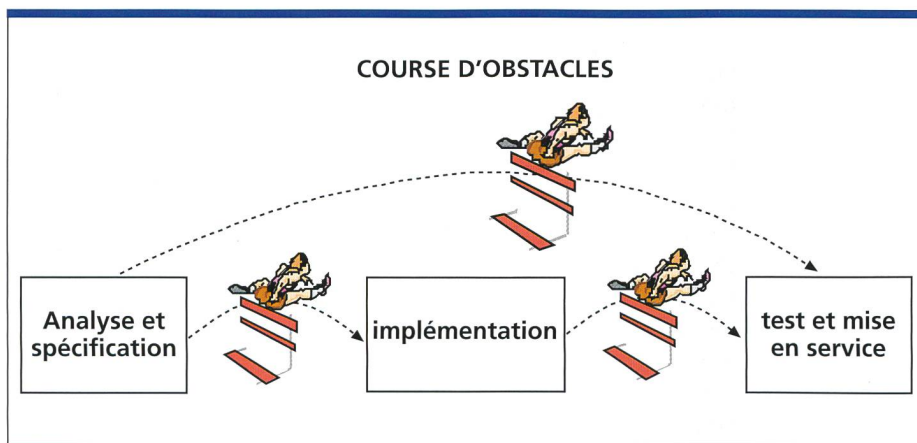 COURSE D'OBSTACLES
Analyse et
spécification
implémentation
test et mise
en service